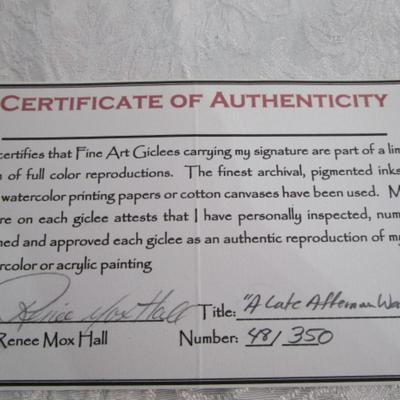 CERTIFICATE OF AUTHENTICITY
certifies that Fine Art Giclees carrying my signature are part of a lim
n of full color reproductions. The finest archival, pigmented inks
watercolor printing papers or cotton canvases have been used. M
re on each giclee attests that I have personally inspected, num
ned and approved each giclee as an authentic reproduction of my
rcolor or acrylic painting
Renee Mox Hall Title: "A Late Afternoon Wa
Renee Mox Hall Number: 48/350